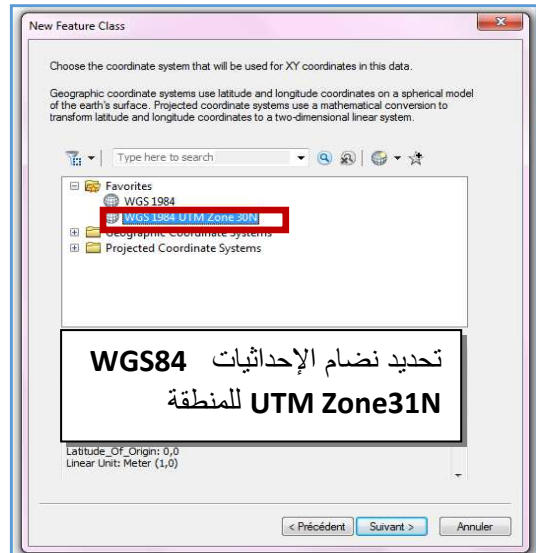 New Feature Class
Choose the coordinate system that will be used for XY coordinates in this data.
Geographic coordinate systems use latitude and longitude coordinates on a spherical model
of the earth's surface. Projected coordinate systems use a mathematical conversion to
transform latitude and longitude coordinates to a two-dimensional linear system.
Type here to search
Favorites
WGS 1984
WGS 1984 UTM Zone 30N
Geographic Coordinate Systems
Projected Coordinate Systems
تحديد نضام الإحداثيات WGS84
UTM Zone31N للمنطقة
Latitude_Of_Origin: 0,0
Linear Unit: Meter (1,0)
< Précédent
Suivant >
Annuler